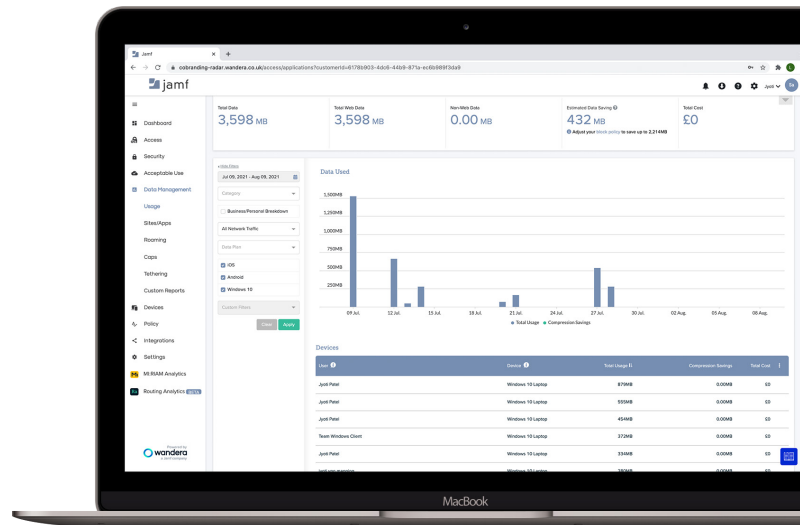 Jamf
cobranding-radar.wandera.co.uk/access/applications?customerId=6178b903-4dc6-44b9-871a-ec6b989f3da9
jamf
Jyoti
Total Data
Total Web Data
Non-Web Data
Estimated Data Saving
Total Cost
3,598 MB
3,598 MB
0.00 MB
432 MB
£0
Adjust your block policy to save up to 2,214MB
Dashboard
Access
Security
Acceptable Use
Data Management
Usage
Sites/Apps
Roaming
Caps
Tethering
Custom Reports
Devices
Policy
Integrations
Settings
MI:RIAM Analytics
Routing Analytics BETA
Powered by
wandera
Hide Filters
Jul 09, 2021 - Aug 09, 2021
Category
Business/Personal Breakdown
All Network Traffic
Data Plan
iOS
Android
Windows 10
Custom Filters
Clear
Apply
Data Used
1,500MB
1,250MB
1,000MB
750MB
500MB
250MB
09 Jul. 12 Jul. 15 Jul. 18 Jul. 21 Jul. 24 Jul. 27 Jul. 30 Jul. 02 Aug. 05 Aug. 08 Aug.
Total Usage Compression Savings
Devices
User Device Total Usage Compression Savings Total Cost
Jyoti Patel Windows 10 Laptop 879MB 0.00MB £0
Jyoti Patel Windows 10 Laptop 555MB 0.00MB £0
Jyoti Patel Windows 10 Laptop 454MB 0.00MB £0
Team Windows Client Windows 10 Laptop 372MB 0.00MB £0
Jyoti Patel Windows 10 Laptop 334MB 0.00MB £0
Windows 10 Laptop 0.00MB £0
MacBook